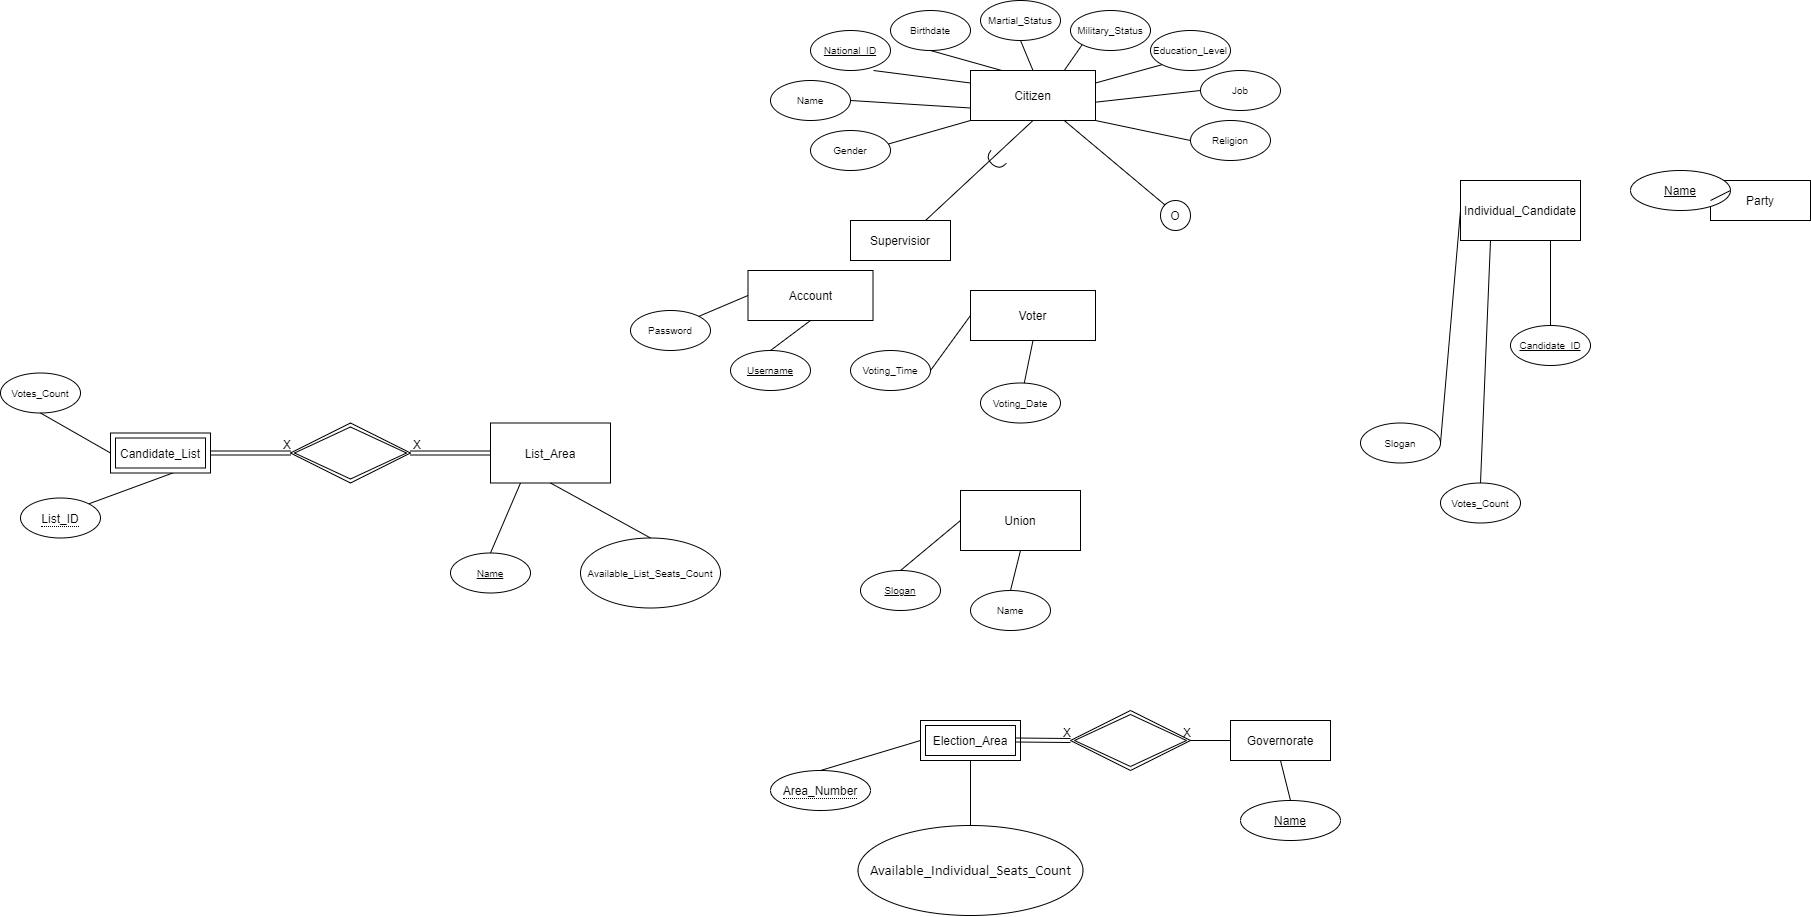 Martial_Status
Birthdate
Military_Status
National_ID
Education_Level
Job
Citizen
Name
Religion
Gender
Name
Party
Individual_Candidate
O
Supervisior
Account
Voter
Password
Candidate_ID
Username
Voting_Time
Votes_Count
Voting_Date
X
X
Slogan
Candidate_List
List_Area
Votes_Count
List_ID
Union
Name
Available_List_Seats_Count
Slogan
Name
X
X
Election_Area
Governorate
Area_Number
Name
Available_Individual_Seats_Count